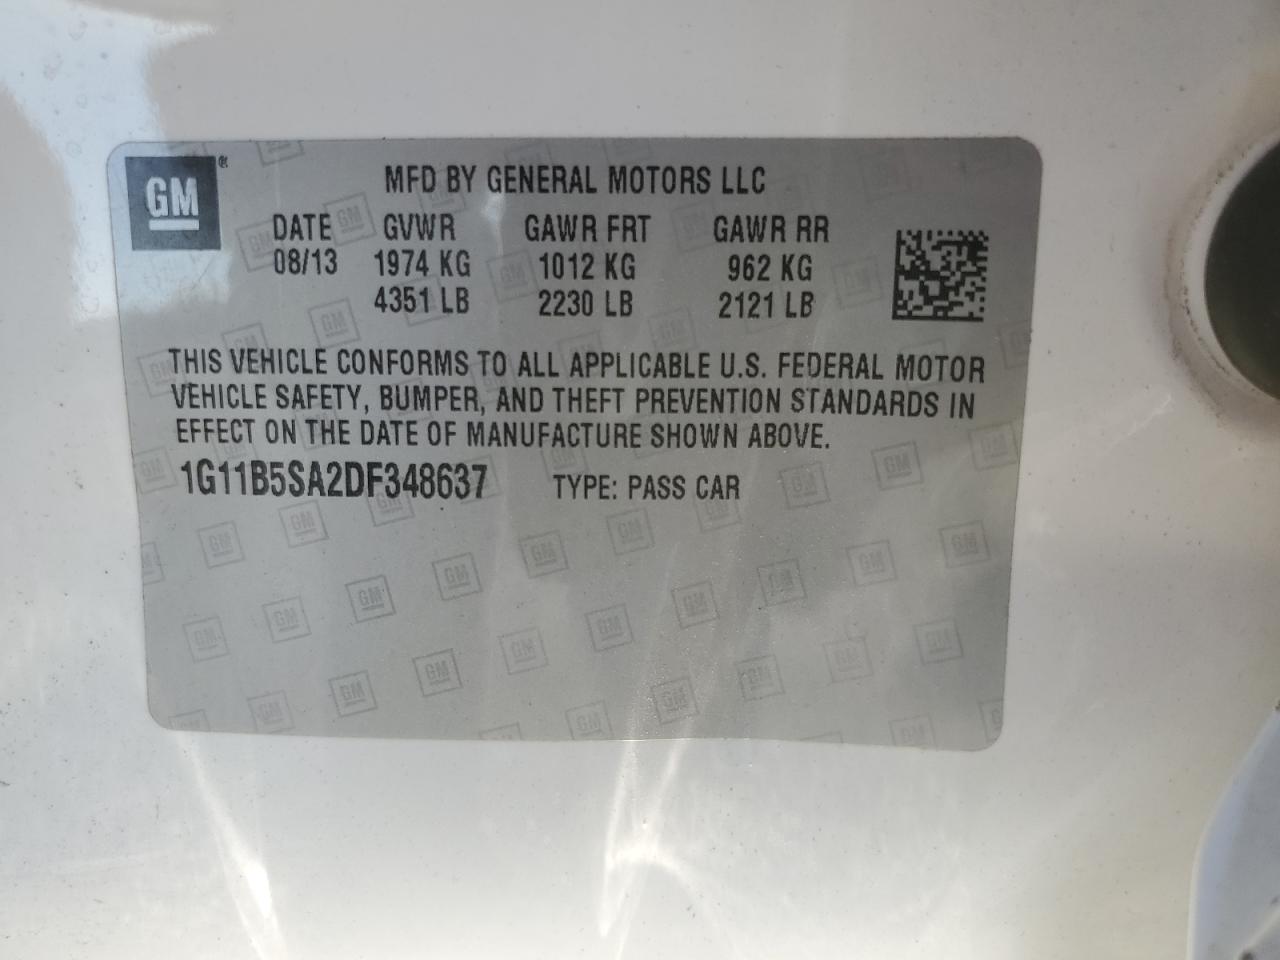 GM®
MFD BY GENERAL MOTORS LLC
DATE GVWR GAWR FRT GAWR RR
08/13 1974 KG 1012 KG 962 KG
4351 LB 2230 LB 2121 LB
THIS VEHICLE CONFORMS TO ALL APPLICABLE U.S. FEDERAL MOTOR
VEHICLE SAFETY, BUMPER, AND THEFT PREVENTION STANDARDS IN
EFFECT ON THE DATE OF MANUFACTURE SHOWN ABOVE.
1G11B5SA2DF348637 TYPE: PASS CAR